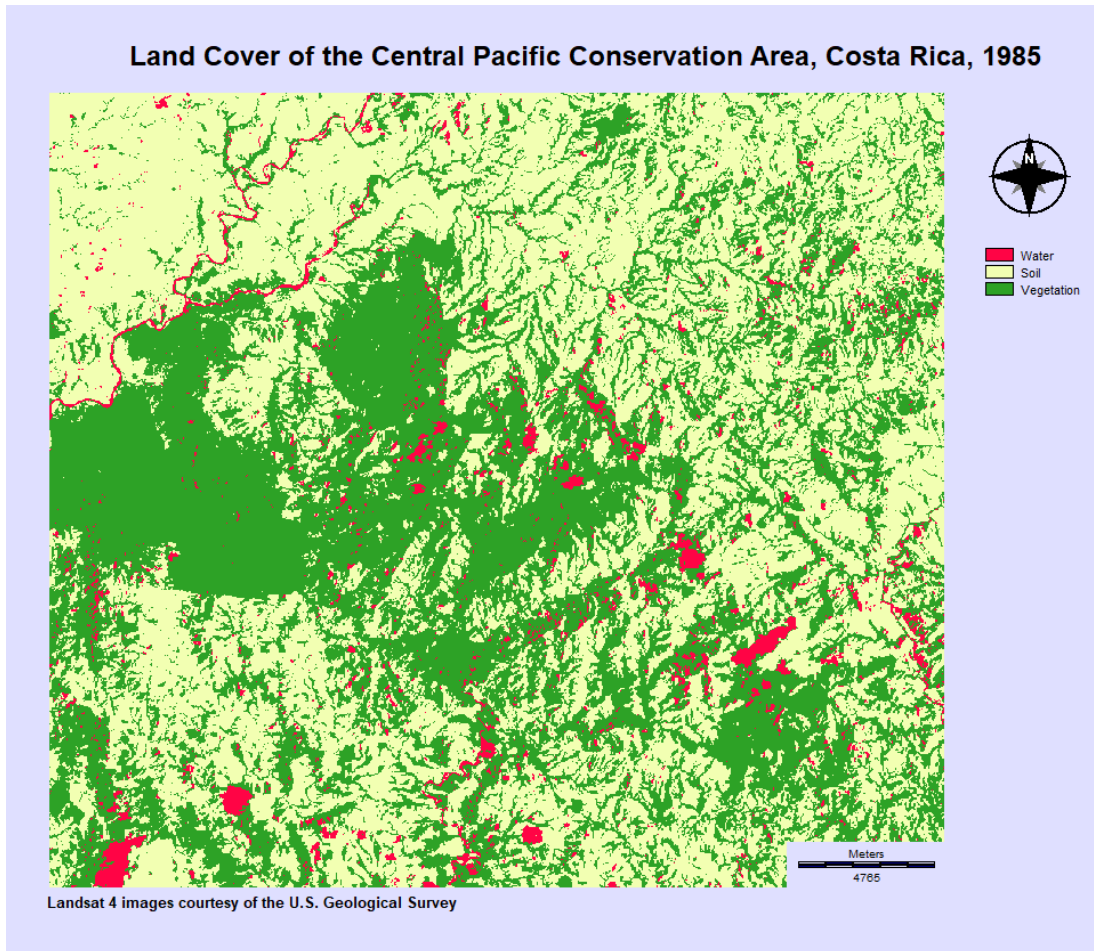 Land Cover of the Central Pacific Conservation Area, Costa Rica, 1985
N
Water
Soil
Vegetation
Meters
4765
Landsat 4 images courtesy of the U.S. Geological Survey